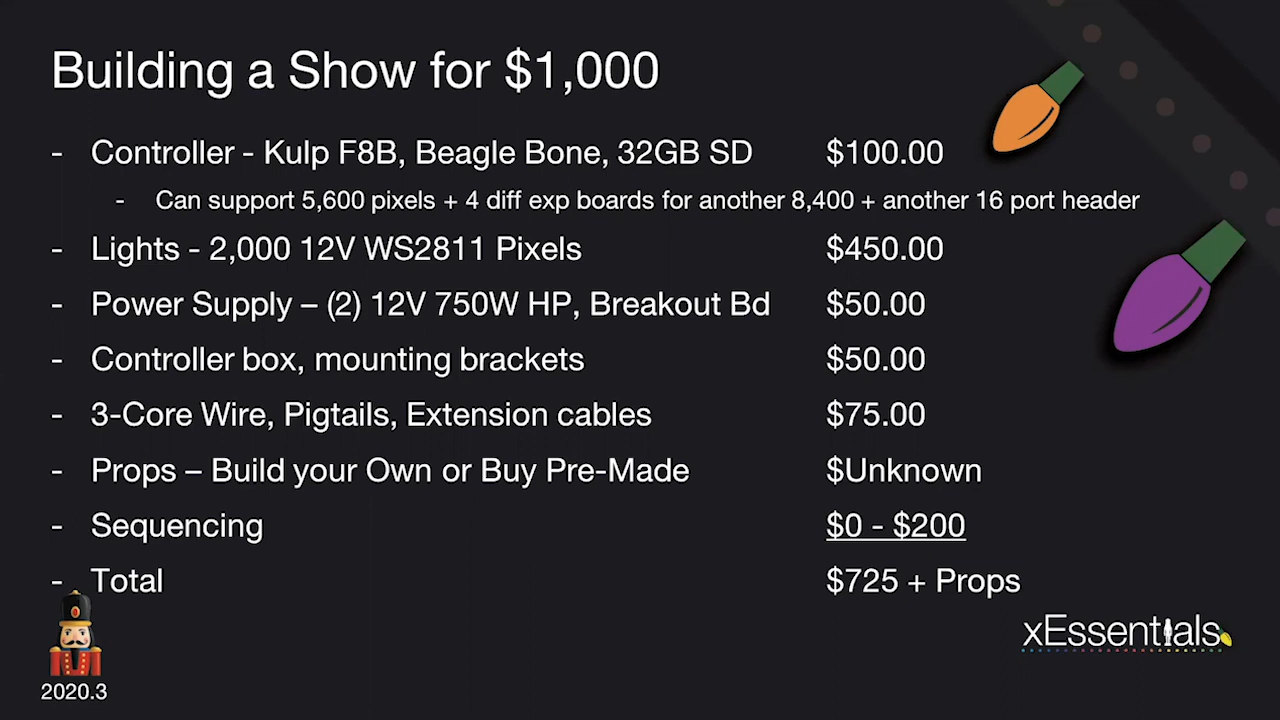 Building a Show for $1,000
- Controller - Kulp F8B, Beagle Bone, 32GB SD $100.00
- Can support 5,600 pixels + 4 diff exp boards for another 8,400 + another 16 port header
- Lights - 2,000 12V WS2811 Pixels $450.00
- Power Supply – (2) 12V 750W HP, Breakout Bd $50.00
- Controller box, mounting brackets $50.00
- 3-Core Wire, Pigtails, Extension cables $75.00
- Props – Build your Own or Buy Pre-Made $Unknown
- Sequencing $0 - $200
- Total $725 + Props
xEssentials
2020.3